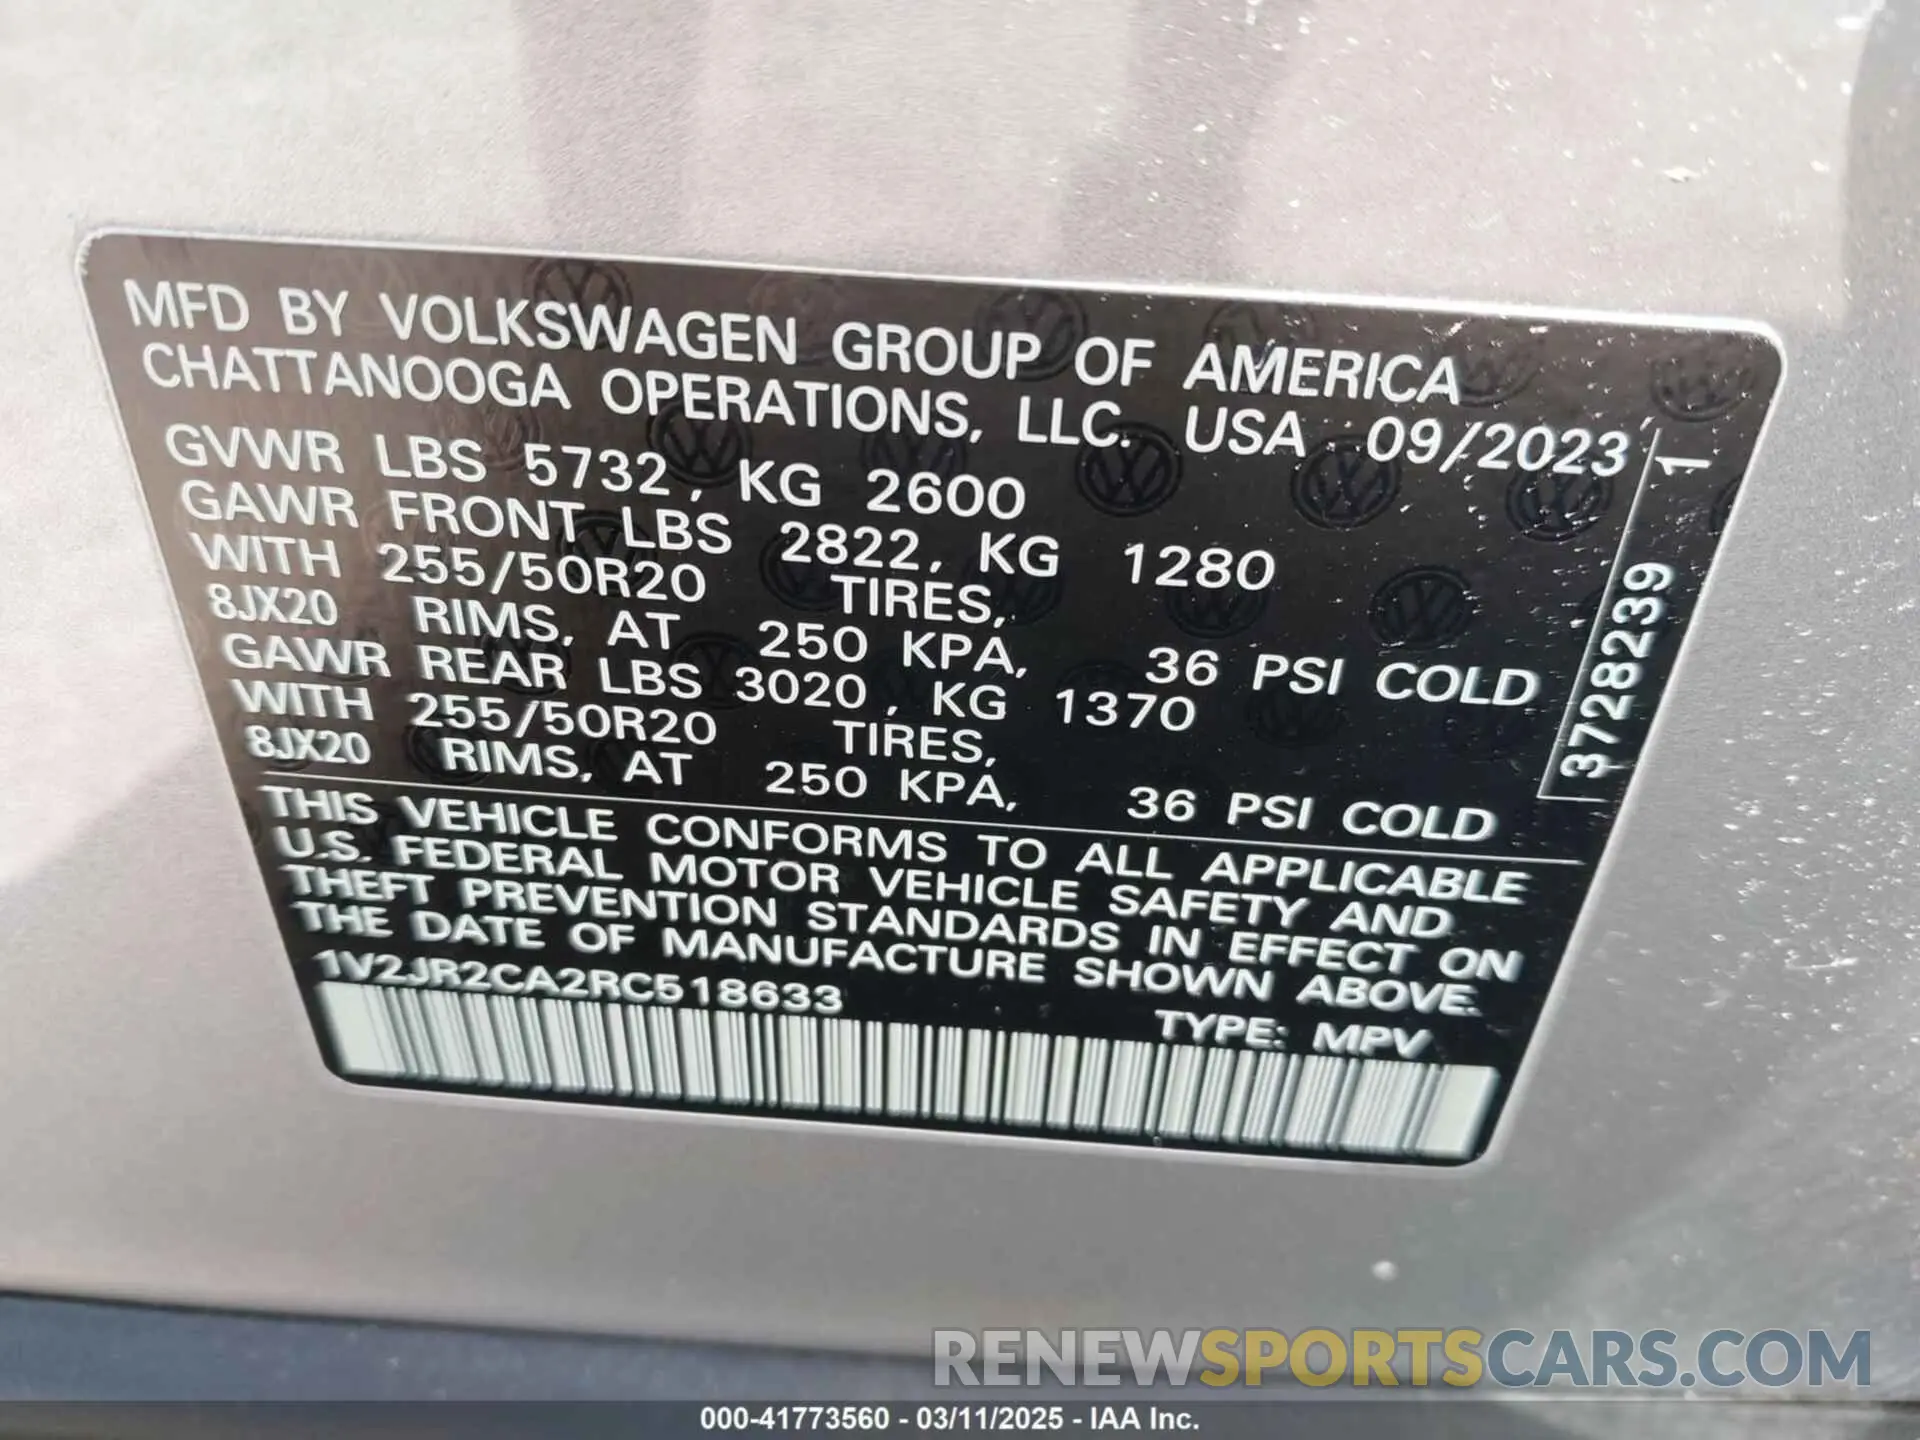 MFD BY VOLKSWAGEN GROUP OF AMERICA
CHATTANOOGA OPERATIONS, LLC. USA 09/2023
GVWR LBS 5732, KG 2600
GAWR FRONT LBS 2822, KG 1280
WITH 255/50R20 TIRES,
8JX20 RIMS, AT 250 KPA, 36 PSI COLD
GAWR REAR LBS 3020, KG 1370
WITH 255/50R20 TIRES,
8JX20 RIMS, AT 250 KPA, 36 PSI COLD
3728239 1
THIS VEHICLE CONFORMS TO ALL APPLICABLE
U.S. FEDERAL MOTOR VEHICLE SAFETY AND
THEFT PREVENTION STANDARDS IN EFFECT ON
THE DATE OF MANUFACTURE SHOWN ABOVE.
1V2JR2CA2RC518633
TYPE: MPV
RENEWSPORTSCARS.COM
000-41773560 - 03/11/2025 - IAA Inc.